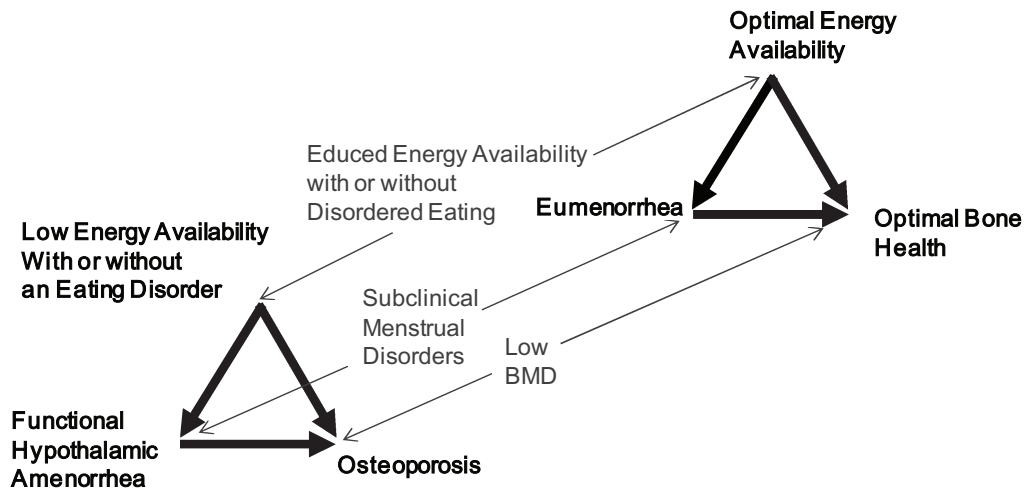 Optimal Energy
Availability
Educed Energy Availability
with or without
Disordered Eating
Eumenorrhea
Optimal Bone
Health
Low Energy Availability
With or without
an Eating Disorder
Subclinical
Menstrual
Disorders
Low
BMD
Functional
Hypothalamic
Amenorrhea
Osteoporosis